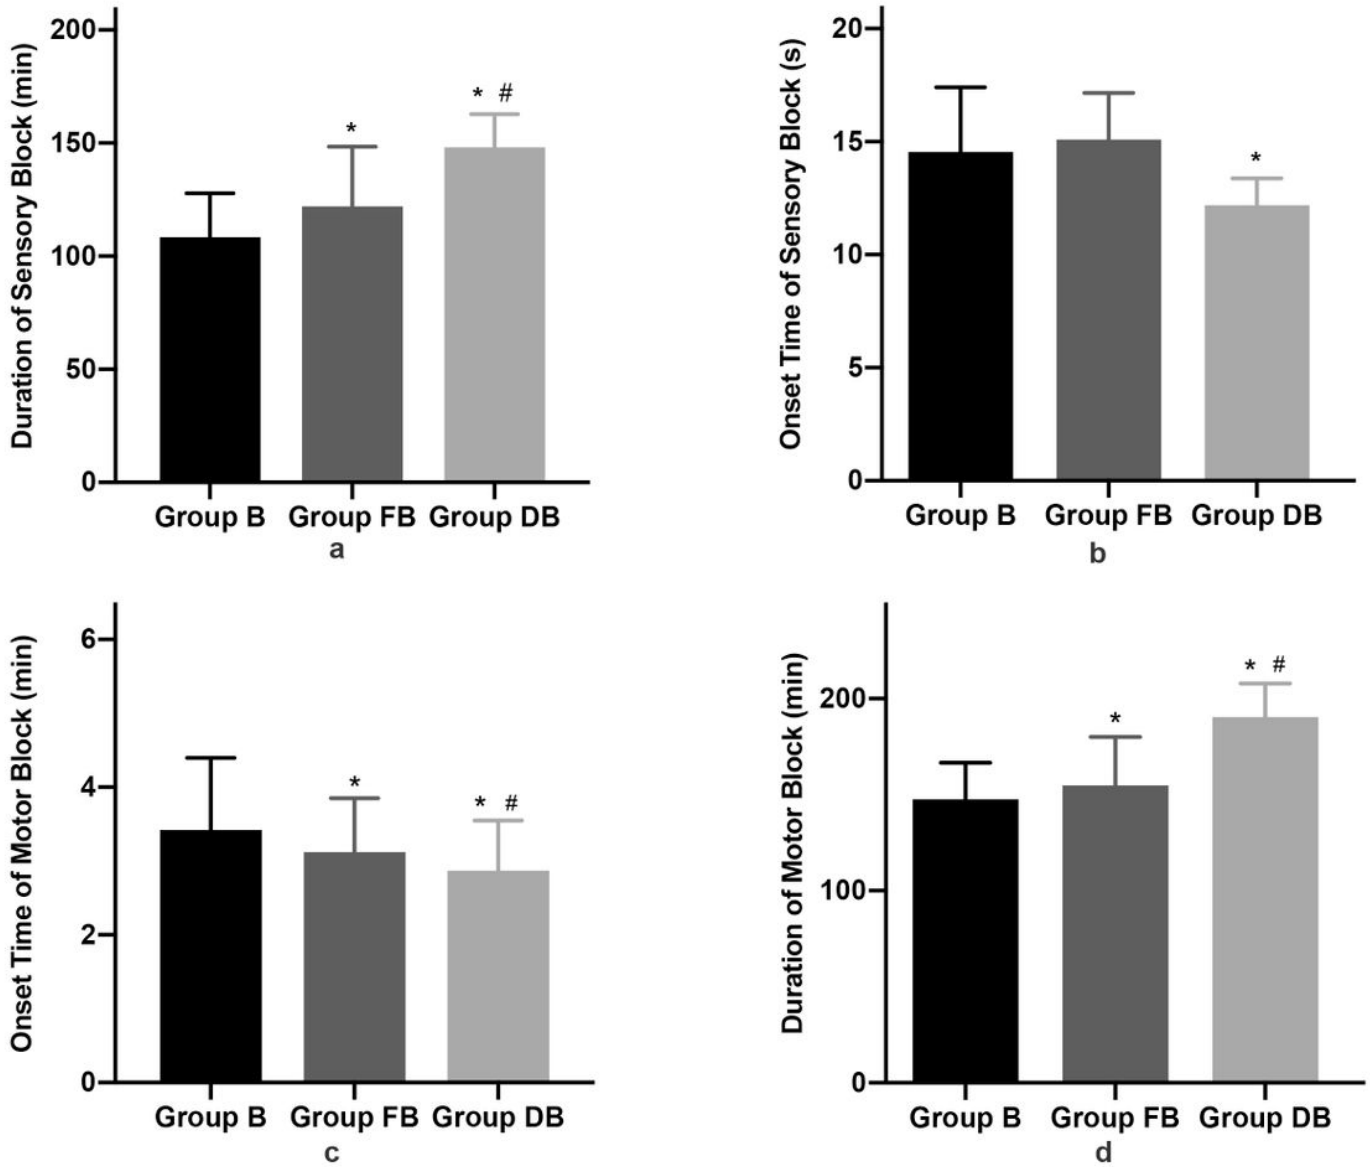 Duration of Sensory Block (min)
200
150
100
50
0
*
* #
Group B Group FB Group DB
a
Onset Time of Sensory Block (s)
20
15
10
5
0
*
Group B Group FB Group DB
b
Onset Time of Motor Block (min)
6
4
2
0
*
* #
Group B Group FB Group DB
c
Duration of Motor Block (min)
200
100
0
*
* #
Group B Group FB Group DB
d